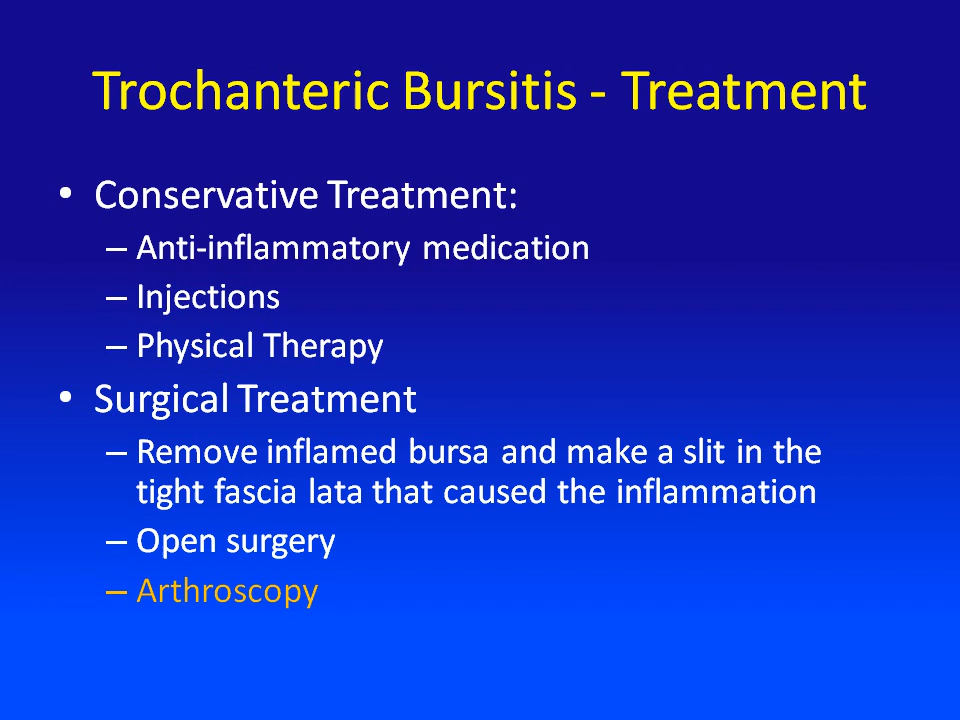 Trochanteric Bursitis - Treatment
• Conservative Treatment:
– Anti-inflammatory medication
– Injections
– Physical Therapy
• Surgical Treatment
– Remove inflamed bursa and make a slit in the
tight fascia lata that caused the inflammation
– Open surgery
– Arthroscopy